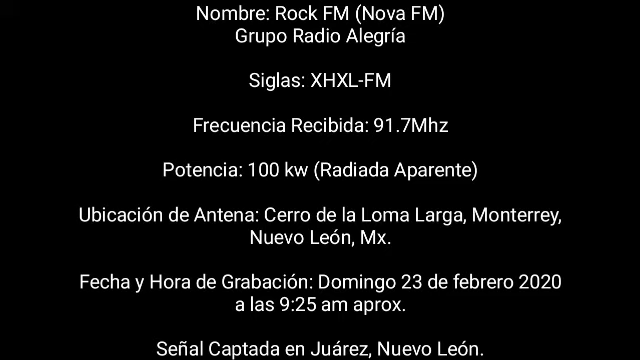 Nombre: Rock FM (Nova FM)
Grupo Radio Alegría
Siglas: XHXL-FM
Frecuencia Recibida: 91.7Mhz
Potencia: 100 kw (Radiada Aparente)
Ubicación de Antena: Cerro de la Loma Larga, Monterrey,
Nuevo León, Mx.
Fecha y Hora de Grabación: Domingo 23 de febrero 2020
a las 9:25 am aprox.
Señal Captada en Juárez, Nuevo León.